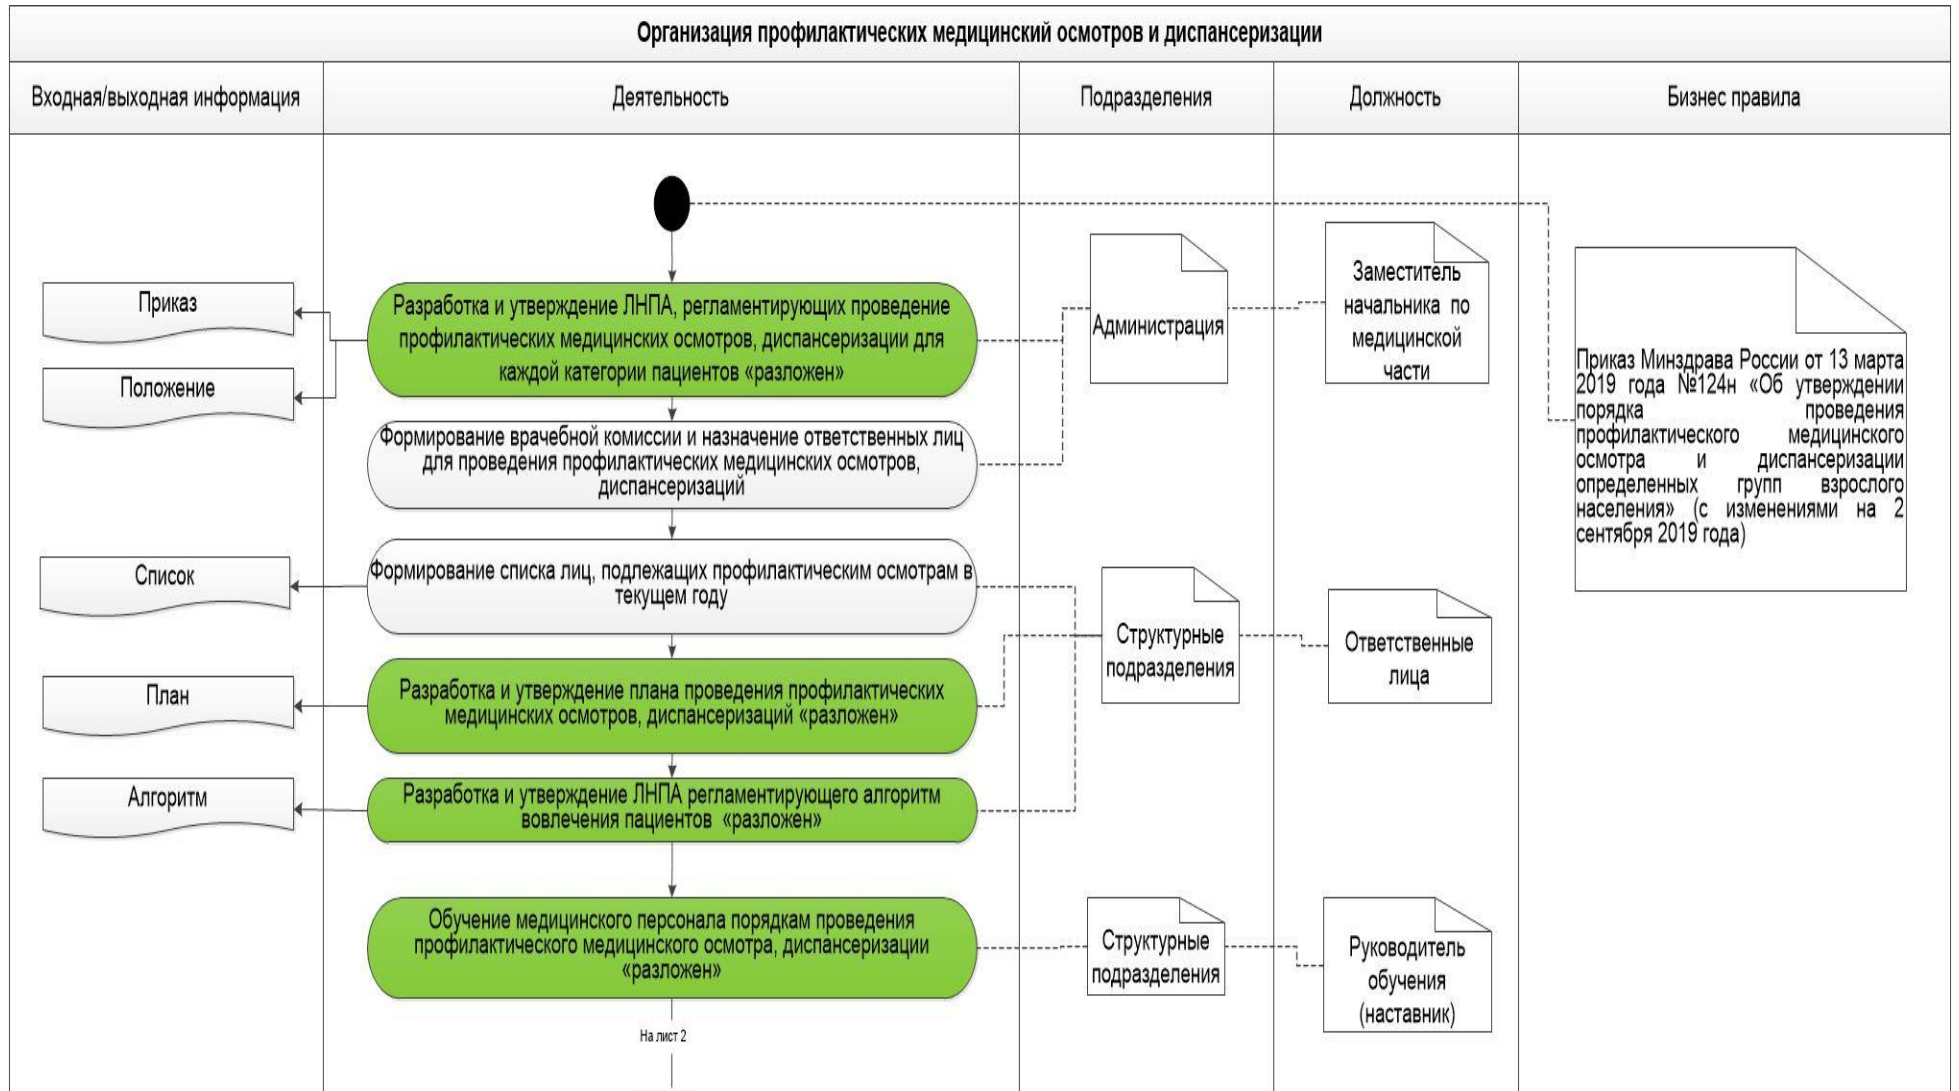 Организация профилактических медицинский осмотров и диспансеризации
Входная/выходная информация
Деятельность
Подразделения
Должность
Бизнес правила
Приказ
Положение
Разработка и утверждение ЛНПА, регламентирующих проведение
профилактических медицинских осмотров, диспансеризации для
каждой категории пациентов «разложен»
Администрация
Заместитель
начальника по
медицинской
части
Приказ Минздрава России от 13 марта
2019 года №124н «Об утверждении
порядка проведения
профилактического медицинского
осмотра и диспансеризации
определенных групп взрослого
населения» (с изменениями на 2
сентября 2019 года)
Формирование врачебной комиссии и назначение ответственных лиц
для проведения профилактических медицинских осмотров,
диспансеризаций
Список
Формирование списка лиц, подлежащих профилактическим осмотрам в
текущем году
Структурные
подразделения
Ответственные
лица
План
Разработка и утверждение плана проведения профилактических
медицинских осмотров, диспансеризаций «разложен»
Алгоритм
Разработка и утверждение ЛНПА регламентирующего алгоритм
вовлечения пациентов «разложен»
Обучение медицинского персонала порядкам проведения
профилактического медицинского осмотра, диспансеризации
«разложен»
Структурные
подразделения
Руководитель
обучения
(наставник)
На лист 2